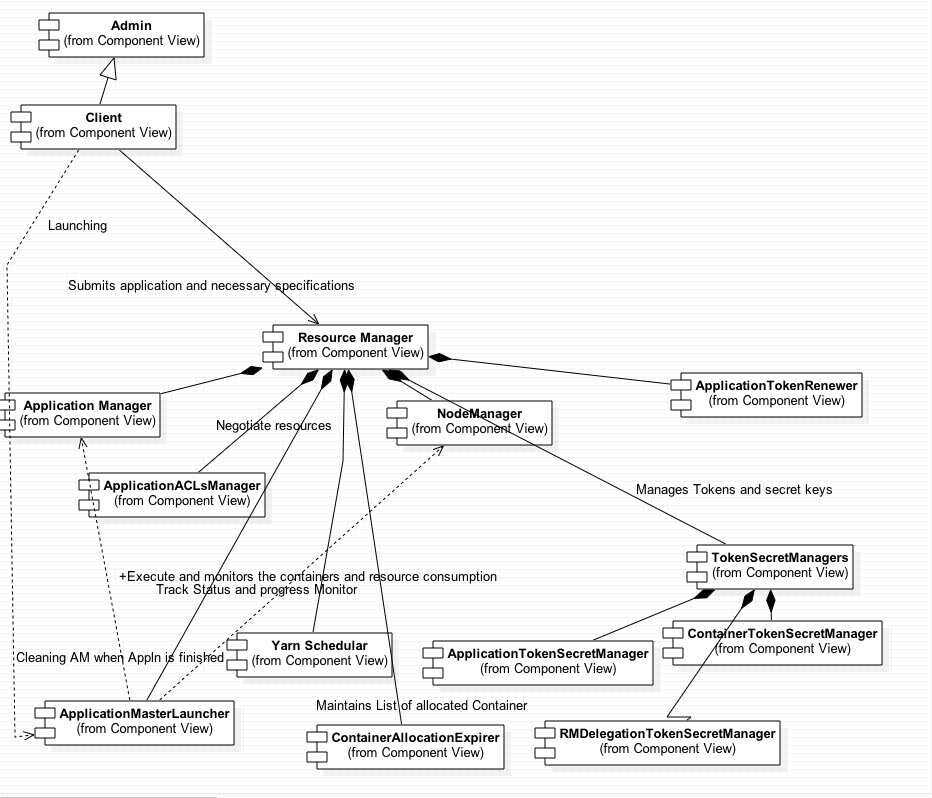 Admin
(from Component View)
Client
(from Component View)
Launching
Submits application and necessary specifications
Resource Manager
(from Component View)
ApplicationTokenRenewer
(from Component View)
Application Manager
(from Component View)
NodeManager
(from Component View)
Negotiate resources
ApplicationACLsManager
(from Component View)
Manages Tokens and secret keys
TokenSecretManagers
(from Component View)
+Execute and monitors the containers and resource consumption
Track Status and progress Monitor
ContainerTokenSecretManager
(from Component View)
Yarn Schedular
(from Component View)
ApplicationTokenSecretManager
(from Component View)
Cleaning AM when Appln is finished
Maintains List of allocated Container
ApplicationMasterLauncher
(from Component View)
ContainerAllocationExpirer
(from Component View)
RMDelegationTokenSecretManager
(from Component View)